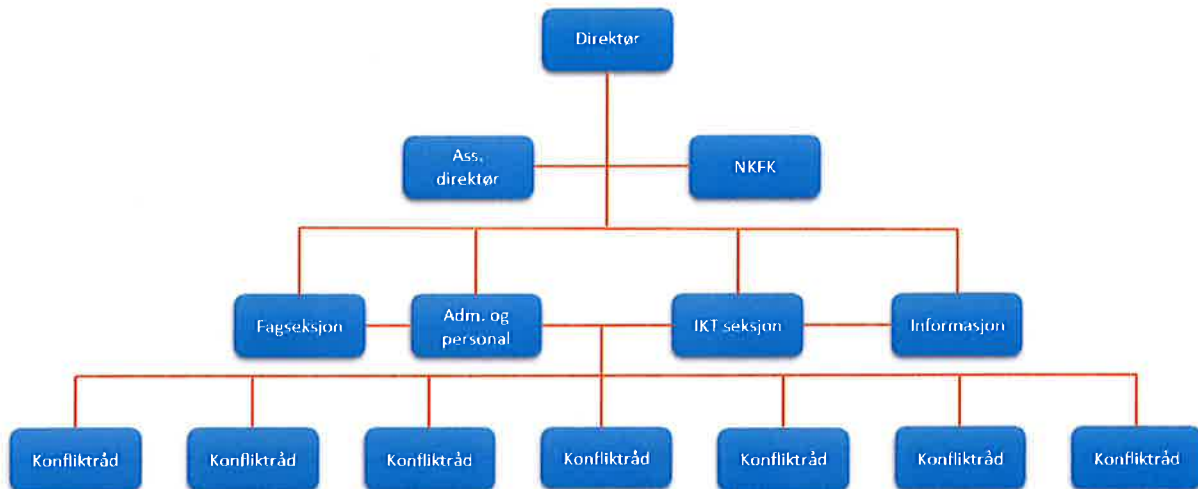 Direktør
Ass.
direktør
NKFK
Fagseksjon
Adm. og
personal
IKT seksjon
Informasjon
Konfliktråd
Konfliktråd
Konfliktråd
Konfliktråd
Konfliktråd
Konfliktråd
Konfliktråd